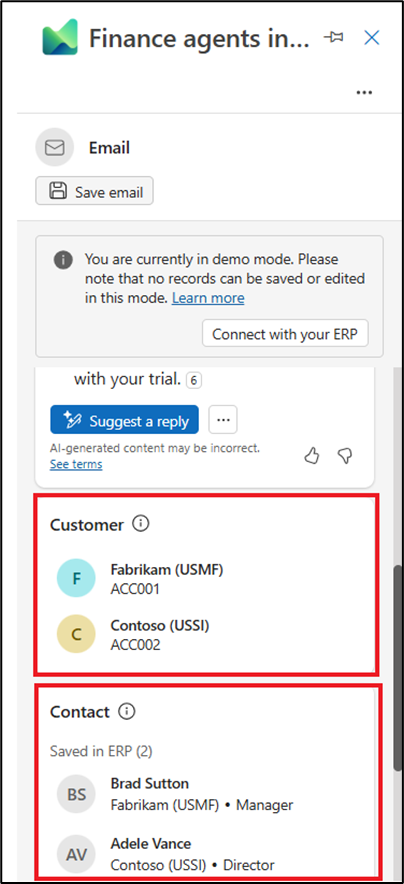 Finance agents in...
Email
Save email
You are currently in demo mode. Please
note that no records can be saved or edited
in this mode. Learn more
Connect with your ERP
with your trial. 6
Suggest a reply
AI-generated content may be incorrect.
See terms
Customer
F
Fabrikam (USMF)
ACC001
C
Contoso (USSI)
ACC002
Contact
Saved in ERP (2)
BS
Brad Sutton
Fabrikam (USMF) • Manager
AV
Adele Vance
Contoso (USSI) • Director